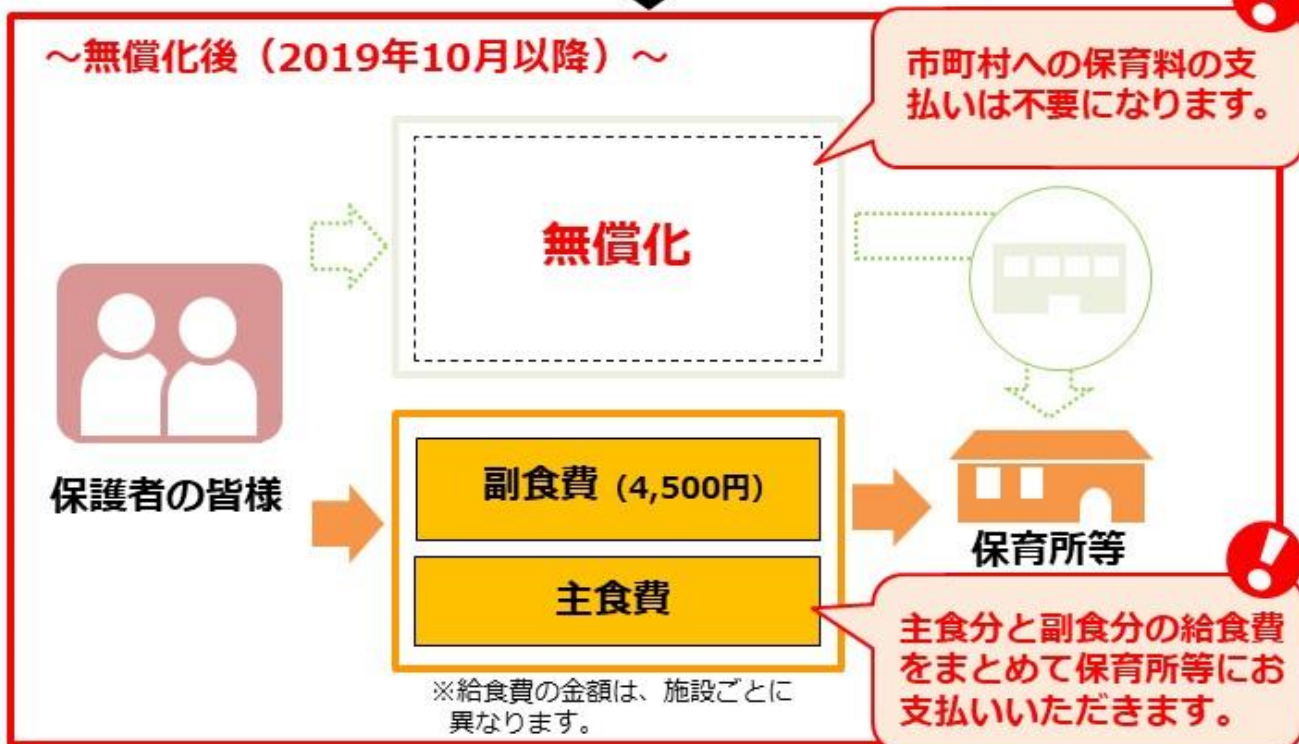 ～無償化後（2019年10月以降）～
市町村への保育料の支
払いは不要になります。
無償化
保護者の皆様
副食費（4,500円）
主食費
保育所等
※給食費の金額は、施設ごとに
異なります。
主食分と副食分の給食費
をまとめて保育所等にお
支払いいただきます。